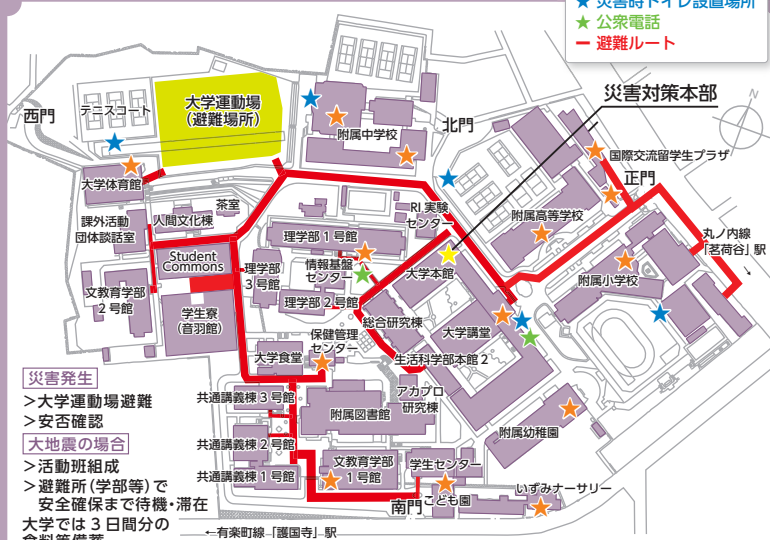 ★ 災害時トイレ設置場所
★ 公衆電話
━ 避難ルート
災害対策本部
西門
テニスコート
大学運動場
(避難場所)
附属中学校
北門
国際交流留学生プラザ
正門
大学体育館
茶室
人間文化棟
課外活動
団体談話室
RI 実験
センター
附属高等学校
丸ノ内線
「茗荷谷」駅
理学部 1 号館
Student
Commons
理学部
3 号館
情報基盤
センター
大学本館
附属小学校
文教育学部
2 号館
理学部 2 号館
学生寮
(音羽館)
総合研究棟
大学講堂
保健管理
センター
大学食堂
生活科学部本館 2
アカプロ
研究棟
共通講義棟 3 号館
附属図書館
附属幼稚園
共通講義棟 2 号館
共通講義棟 1 号館
文教育学部
1 号館
学生センター
南門
こども園
いずみナーサリー
←有楽町線「護国寺」駅
N
災害発生
>大学運動場避難
>安否確認
大地震の場合
>活動班組成
>避難所(学部等)で
安全確保まで待機・滞在
大学では 3 日間分の
食料等備蓄